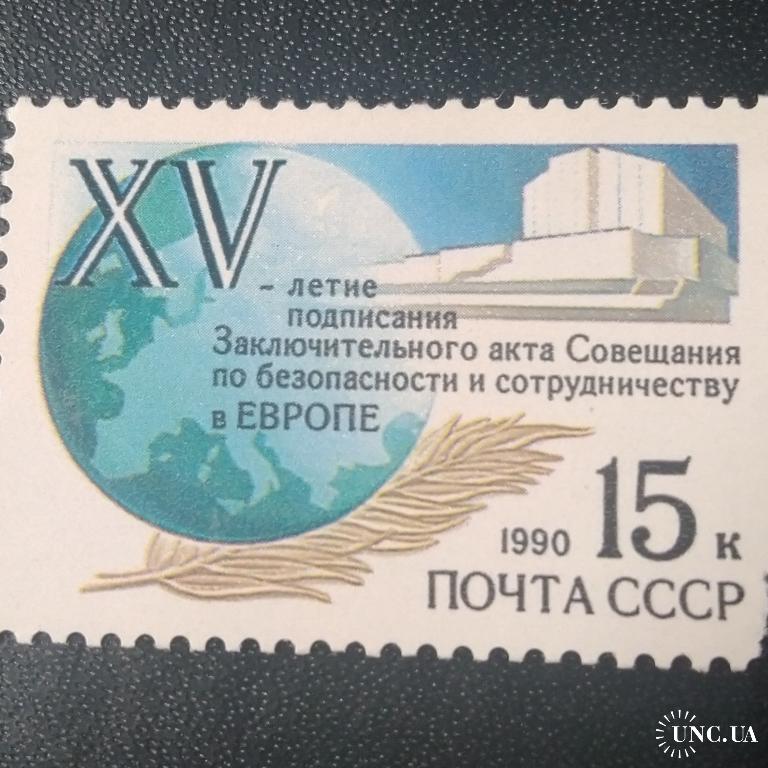 XV
- летие
подписания
Заключительного акта Совещания
по безопасности и сотрудничеству
в ЕВРОПЕ
1990 15 к
ПОЧТА СССР
UNC.UA